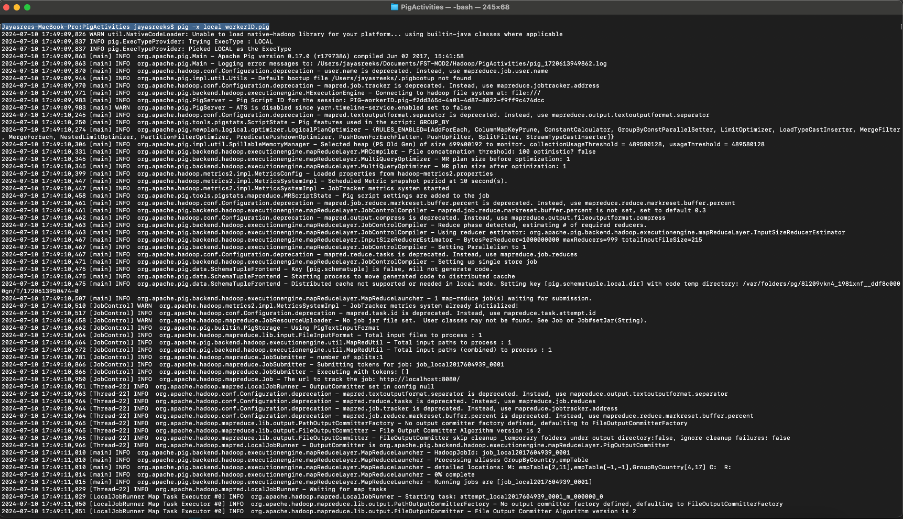 PigActivities — -bash — 245×68
Jayasrees-MacBook-Pro:PigActivities jayasreeks$ pig -x local workerIO.pig
2024-07-10 17:49:09,826 WARN util.NativeCodeLoader: Unable to load native-hadoop library for your platform... using builtin-java classes where applicable
2024-07-10 17:49:09,837 INFO pig.ExecTypeProvider: Trying ExecType : LOCAL
2024-07-10 17:49:09,837 INFO pig.ExecTypeProvider: Picked LOCAL as the ExecType
2024-07-10 17:49:09,863 [main] INFO  org.apache.pig.Main - Apache Pig version 0.17.0 (r1797386) compiled Jun 02 2017, 15:41:58
2024-07-10 17:49:09,863 [main] INFO  org.apache.pig.Main - Logging error messages to: /Users/jayasreeks/Documents/FST-MOD2/Hadoop/PigActivities/pig_1720613949862.log
2024-07-10 17:49:09,870 [main] INFO  org.apache.hadoop.conf.Configuration.deprecation - user.name is deprecated. Instead, use mapreduce.job.user.name
2024-07-10 17:49:09,944 [main] INFO  org.apache.pig.impl.util.Utils - Default bootup file /Users/jayasreeks/.pigbootup not found
2024-07-10 17:49:09,970 [main] INFO  org.apache.hadoop.conf.Configuration.deprecation - mapred.job.tracker is deprecated. Instead, use mapreduce.jobtracker.address
2024-07-10 17:49:09,971 [main] INFO  org.apache.pig.backend.hadoop.executionengine.HExecutionEngine - Connecting to hadoop file system at: file:///
2024-07-10 17:49:09,983 [main] INFO  org.apache.pig.PigServer - Pig Script ID for the session:
2024-07-10 17:49:09,983 [main] WARN  org.apache.pig.PigServer - ATS is disabled since yarn.timeline-service.enabled set to false
2024-07-10 17:49:10,246 [main] INFO  org.apache.hadoop.conf.Configuration.deprecation - mapred.textoutputformat.separator is deprecated. Instead, use mapreduce.output.textoutputformat.separator
2024-07-10 17:49:10,256 [main] INFO  org.apache.pig.tools.pigstats.ScriptState - Pig features used in the script: GROUP_BY
2024-07-10 17:49:10,274 [main] INFO  org.apache.pig.newplan.logical.optimizer.LogicalPlanOptimizer - {RULES_ENABLED=[AddForEach, ColumnMapKeyPrune, ConstantCalculator, GroupByConstParallelSetter, LimitOptimizer, LoadTypeCastInserter, MergeFilter
, MergeForEach, NestedLimitOptimizer, PartitionFilterOptimizer, PredicatePushdownOptimizer, PushDownForEachFlatten, PushUpFilter, SplitFilter, StreamTypeCastInserter]}
2024-07-10 17:49:10,306 [main] INFO  org.apache.pig.impl.util.SpillableMemoryManager - Selected heap (PS Old Gen) of size 699400192 to monitor. collectionUsageThreshold = 489580128, usageThreshold = 489580128
2024-07-10 17:49:10,331 [main] INFO  org.apache.pig.backend.hadoop.executionengine.mapReduceLayer.MRCompiler - File concatenation threshold: 100 optimistic? false
2024-07-10 17:49:10,345 [main] INFO  org.apache.pig.backend.hadoop.executionengine.mapReduceLayer.MultiQueryOptimizer - MR plan size before optimization: 1
2024-07-10 17:49:10,345 [main] INFO  org.apache.pig.backend.hadoop.executionengine.mapReduceLayer.MultiQueryOptimizer - MR plan size after optimization: 1
2024-07-10 17:49:10,399 [main] INFO  org.apache.hadoop.metrics2.impl.MetricsConfig - Loaded properties from hadoop-metrics2.properties
2024-07-10 17:49:10,415 [main] INFO  org.apache.hadoop.metrics2.impl.MetricsSystemImpl - Scheduled Metric snapshot period at 10 second(s).
2024-07-10 17:49:10,415 [main] INFO  org.apache.hadoop.metrics2.impl.MetricsSystemImpl - JobTracker metrics system started
2024-07-10 17:49:10,458 [main] INFO  org.apache.pig.tools.pigstats.mapreduce.MRScriptState - Pig script settings are added to the job
2024-07-10 17:49:10,461 [main] INFO  org.apache.hadoop.conf.Configuration.deprecation - mapred.job.reduce.markreset.buffer.percent is deprecated. Instead, use mapreduce.reduce.markreset.buffer.percent
2024-07-10 17:49:10,461 [main] INFO  org.apache.pig.backend.hadoop.executionengine.mapReduceLayer.JobControlCompiler - mapred.job.reduce.markreset.buffer.percent is not set, set to default 0.3
2024-07-10 17:49:10,462 [main] INFO  org.apache.hadoop.conf.Configuration.deprecation - mapred.output.compress is deprecated. Instead, use mapreduce.output.fileoutputformat.compress
2024-07-10 17:49:10,463 [main] INFO  org.apache.pig.backend.hadoop.executionengine.mapReduceLayer.JobControlCompiler - Reduce phase detected, estimating # of required reducers.
2024-07-10 17:49:10,463 [main] INFO  org.apache.pig.backend.hadoop.executionengine.mapReduceLayer.JobControlCompiler - Using reducer estimator: org.apache.pig.backend.hadoop.executionengine.mapReduceLayer.InputSizeReducerEstimator
2024-07-10 17:49:10,467 [main] INFO  org.apache.pig.backend.hadoop.executionengine.mapReduceLayer.InputSizeReducerEstimator - BytesPerReducer=1000000000 maxReducers=999 totalInputFileSize=215
2024-07-10 17:49:10,467 [main] INFO  org.apache.pig.backend.hadoop.executionengine.mapReduceLayer.JobControlCompiler - Setting Parallelism to 1
2024-07-10 17:49:10,467 [main] INFO  org.apache.hadoop.conf.Configuration.deprecation - mapred.reduce.tasks is deprecated. Instead, use mapreduce.job.reduces
2024-07-10 17:49:10,471 [main] INFO  org.apache.pig.backend.hadoop.executionengine.mapReduceLayer.JobControlCompiler - Setting up single store job
2024-07-10 17:49:10,475 [main] INFO  org.apache.pig.data.SchemaTupleFrontend - Key [pig.schematuple] is false, will not generate code.
2024-07-10 17:49:10,475 [main] INFO  org.apache.pig.data.SchemaTupleFrontend - Starting process to move generated code to distributed cacche
2024-07-10 17:49:10,475 [main] INFO  org.apache.pig.data.SchemaTupleFrontend - Distributed cache not supported or needed in local mode. Setting key [pig.schematuple.local.dir] with code temp directory:
2024-07-10 17:49:10,507 [main] INFO  org.apache.pig.backend.hadoop.executionengine.mapReduceLayer.MapReduceLauncher - 1 map-reduce job(s) waiting for submission.
2024-07-10 17:49:10,510 [JobControl] WARN  org.apache.hadoop.metrics2.impl.MetricsSystemImpl - JobTracker metrics system already initialized!
2024-07-10 17:49:10,517 [JobControl] INFO  org.apache.hadoop.conf.Configuration.deprecation - mapred.task.id is deprecated. Instead, use mapreduce.task.attempt.id
2024-07-10 17:49:10,642 [JobControl] WARN  org.apache.hadoop.mapreduce.JobResourceUploader - No job jar file set.  User classes may not be found. See Job or Job#setJar(String).
2024-07-10 17:49:10,658 [JobControl] INFO  org.apache.pig.builtin.PigStorage - Using PigTextInputFormat
2024-07-10 17:49:10,662 [JobControl] INFO  org.apache.hadoop.mapreduce.lib.input.FileInputFormat - Total input files to process : 1
2024-07-10 17:49:10,664 [JobControl] INFO  org.apache.pig.backend.hadoop.executionengine.util.MapRedUtil - Total input paths to process : 1
2024-07-10 17:49:10,672 [JobControl] INFO  org.apache.pig.backend.hadoop.executionengine.util.MapRedUtil - Total input paths (combined) to process : 1
2024-07-10 17:49:10,781 [JobControl] INFO  org.apache.hadoop.mapreduce.JobSubmitter - number of splits:1
2024-07-10 17:49:10,866 [JobControl] INFO  org.apache.hadoop.mapreduce.JobSubmitter - Submitting tokens for job: job_local2017604939_0001
2024-07-10 17:49:10,866 [JobControl] INFO  org.apache.hadoop.mapreduce.JobSubmitter - Executing with tokens: []
2024-07-10 17:49:10,950 [JobControl] INFO  org.apache.hadoop.mapreduce.Job - The url to track the job: http://localhost:8080/
2024-07-10 17:49:10,951 [Thread-22] INFO  org.apache.hadoop.mapred.LocalJobRunner - OutputCommitter set in config null
2024-07-10 17:49:10,963 [Thread-22] INFO  org.apache.hadoop.conf.Configuration.deprecation - mapred.textoutputformat.separator is deprecated. Instead, use mapreduce.output.textoutputformat.separator
2024-07-10 17:49:10,963 [Thread-22] INFO  org.apache.hadoop.conf.Configuration.deprecation - mapred.reduce.tasks is deprecated. Instead, use mapreduce.job.reduces
2024-07-10 17:49:10,964 [Thread-22] INFO  org.apache.hadoop.conf.Configuration.deprecation - mapred.job.tracker is deprecated. Instead, use mapreduce.jobtracker.address
2024-07-10 17:49:10,964 [Thread-22] INFO  org.apache.hadoop.conf.Configuration.deprecation - mapred.job.reduce.markreset.buffer.percent is deprecated. Instead, use mapreduce.reduce.markreset.buffer.percent
2024-07-10 17:49:10,966 [Thread-22] INFO  org.apache.hadoop.mapreduce.lib.output.PathOutputCommitterFactory - No output committer factory defined, defaulting to FileOutputCommitterFactory
2024-07-10 17:49:10,967 [Thread-22] INFO  org.apache.hadoop.mapreduce.lib.output.FileOutputCommitter - File Output Committer Algorithm version is 2
2024-07-10 17:49:10,967 [Thread-22] INFO  org.apache.hadoop.mapreduce.lib.output.FileOutputCommitter - FileOutputCommitter skip cleanup _temporary folders under output directory:false, ignore cleanup failures: false
2024-07-10 17:49:10,968 [Thread-22] INFO  org.apache.hadoop.mapred.LocalJobRunner - OutputCommitter is org.apache.pig.backend.hadoop.executionengine.mapReduceLayer.PigOutputCommitter
2024-07-10 17:49:11,010 [main] INFO  org.apache.pig.backend.hadoop.executionengine.mapReduceLayer.MapReduceLauncher - HadoopJobId: job_local2017604939_0001
2024-07-10 17:49:11,010 [main] INFO  org.apache.pig.backend.hadoop.executionengine.mapReduceLayer.MapReduceLauncher - Processing aliases GroupByCountry,empTable
2024-07-10 17:49:11,010 [main] INFO  org.apache.pig.backend.hadoop.executionengine.mapReduceLayer.MapReduceLauncher - detailed locations: M: empTable[2,11],empTable[-1,-1],GroupByCountry[4,17] C:  R:
2024-07-10 17:49:11,014 [main] INFO  org.apache.pig.backend.hadoop.executionengine.mapReduceLayer.MapReduceLauncher - 0% complete
2024-07-10 17:49:11,015 [main] INFO  org.apache.pig.backend.hadoop.executionengine.mapReduceLayer.MapReduceLauncher - Running jobs are [job_local2017604939_0001]
2024-07-10 17:49:11,029 [Thread-22] INFO  org.apache.hadoop.mapred.LocalJobRunner - Waiting for map tasks
2024-07-10 17:49:11,029 [LocalJobRunner Map Task Executor #0] INFO  org.apache.hadoop.mapred.LocalJobRunner - Starting task: attempt_local2017604939_0001_m_000000_0
2024-07-10 17:49:11,050 [LocalJobRunner Map Task Executor #0] INFO  org.apache.hadoop.mapreduce.lib.output.PathOutputCommitterFactory - No output committer factory defined, defaulting to FileOutputCommitterFactory
2024-07-10 17:49:11,051 [LocalJobRunner Map Task Executor #0] INFO  org.apache.hadoop.mapreduce.lib.output.FileOutputCommitter - File Output Committer Algorithm version is 2